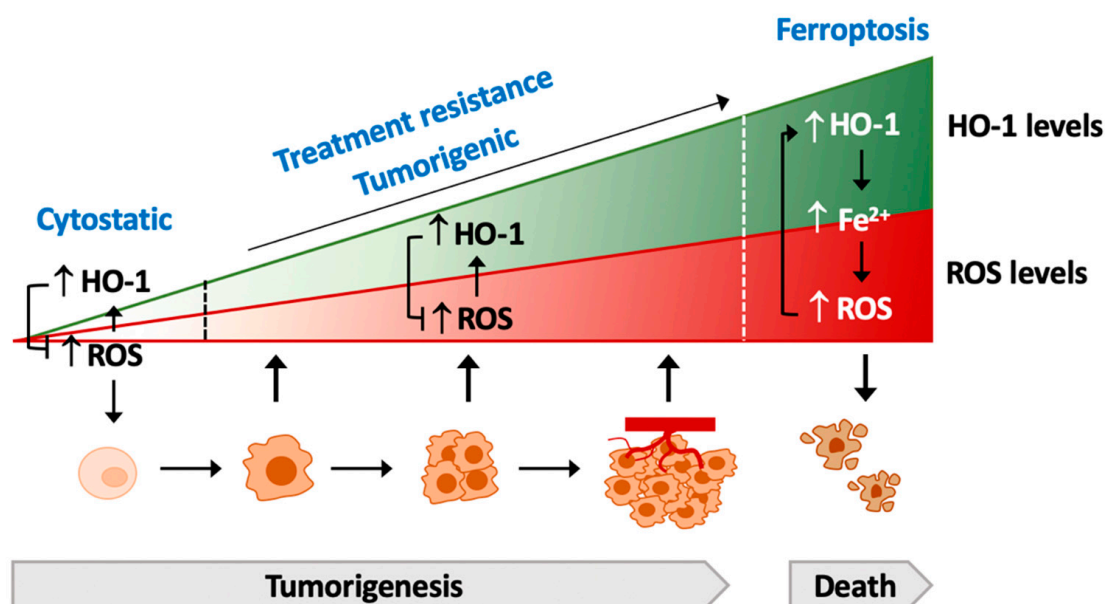 Ferroptosis
Treatment resistance
Tumorigenic
Cytostatic
↑ HO-1
↑ ROS
↑ HO-1
↑ ROS
↑ HO-1
↑ Fe²⁺
↑ ROS
HO-1 levels
ROS levels
Tumorigenesis
Death